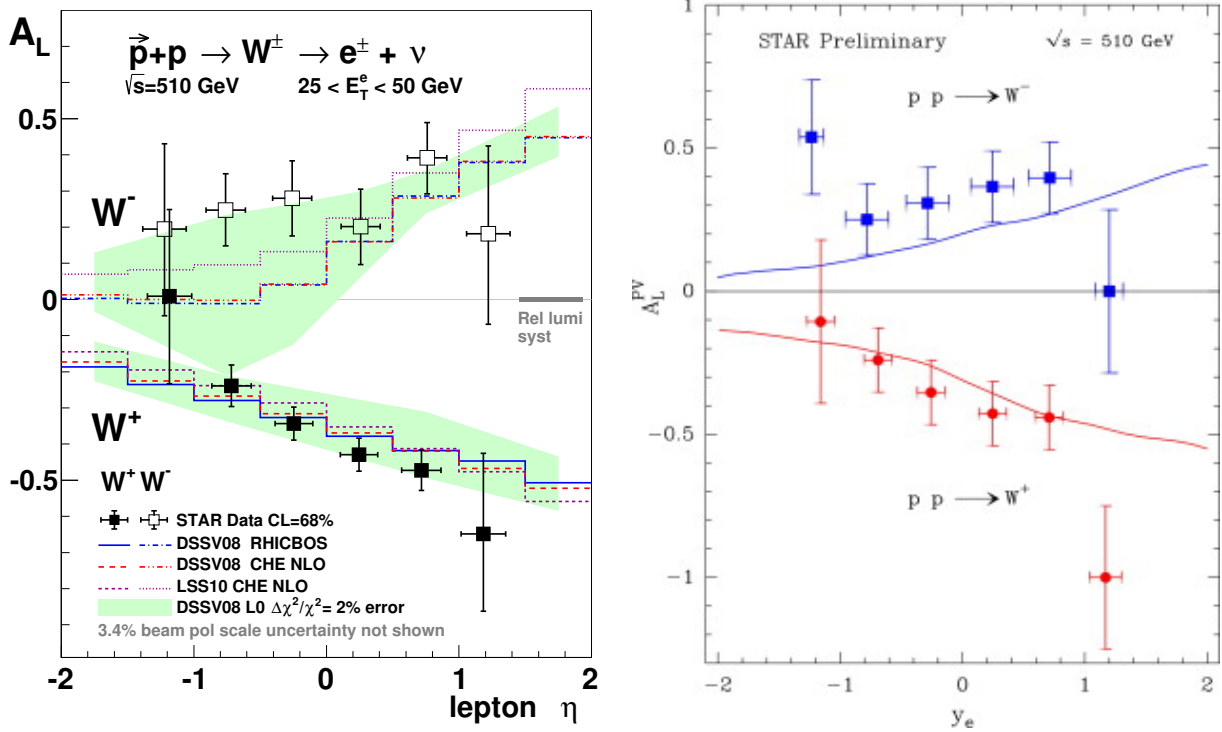 A_L
p⃗+p → W± → e± + ν
√s=510 GeV 25 < E_T^e < 50 GeV
0.5
W-
0
Rel lumi
syst
W+
-0.5
W+ W-
STAR Data CL=68%
DSSV08 RHICBOS
DSSV08 CHE NLO
LSS10 CHE NLO
DSSV08 L0 Δχ²/χ²= 2% error
3.4% beam pol scale uncertainty not shown
-2 -1 0 1 2
lepton η
1
STAR Preliminary √s = 510 GeV
p p → W-
0.5
0
A_L^PV
-0.5
p p → W+
-1
-2 -1 0 1 2
y_e